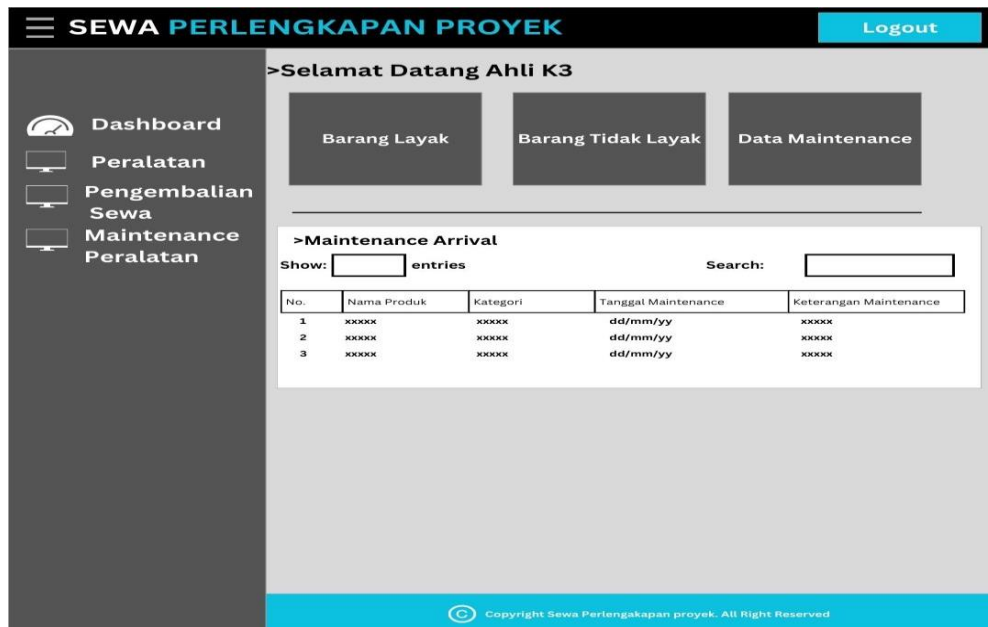 SEWA PERLENGKAPAN PROYEK
Logout
>Selamat Datang Ahli K3
Dashboard
Peralatan
Pengembalian
Sewa
Maintenance
Peralatan
Barang Layak
Barang Tidak Layak
Data Maintenance
>Maintenance Arrival
Show: entries Search:
No. Nama Produk Kategori Tanggal Maintenance Keterangan Maintenance
1 xxxxx xxxxx dd/mm/yy xxxxx
2 xxxxx xxxxx dd/mm/yy xxxxx
3 xxxxx xxxxx dd/mm/yy xxxxx
© Copyright Sewa Perlengakapan proyek. All Right Reserved